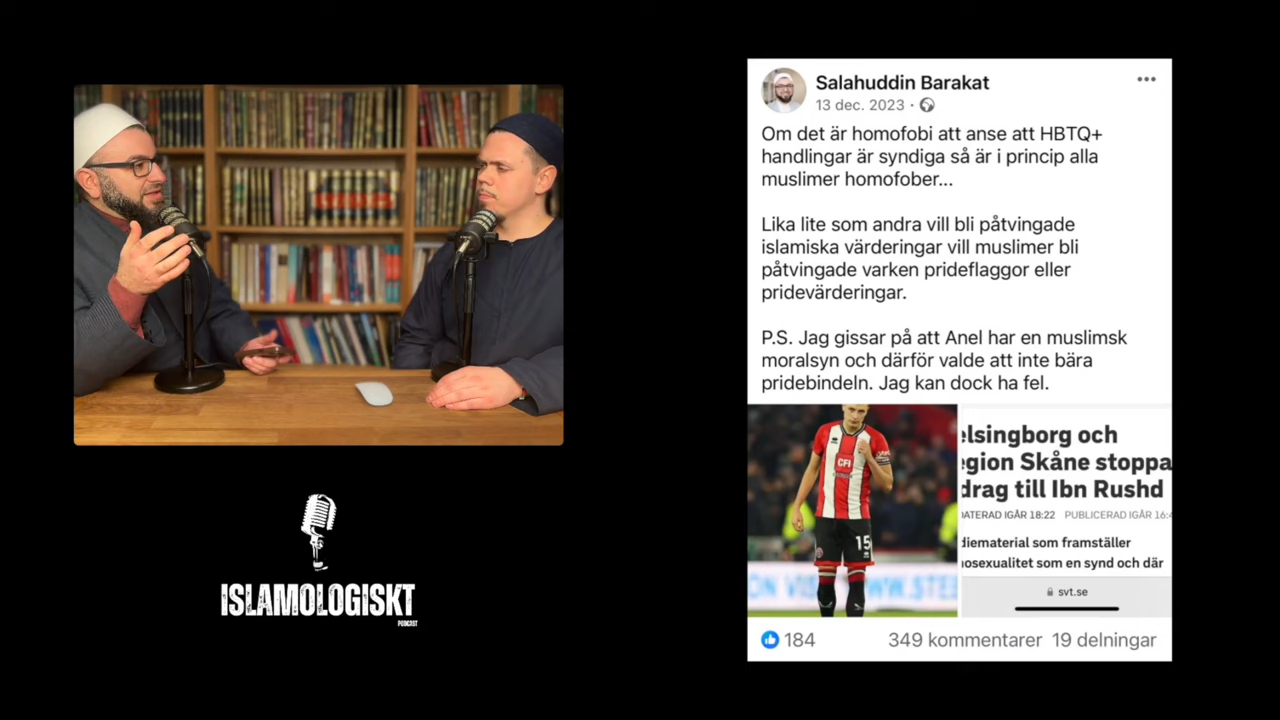 ISLAMOLOGISKT
PODCAST
Salahuddin Barakat
13 dec. 2023 ·
Om det är homofobi att anse att HBTQ+
handlingar är syndiga så är i princip alla
muslimer homofober...
Lika lite som andra vill bli påtvingade
islamiska värderingar vill muslimer bli
påtvingade varken prideflaggor eller
pridevärderingar.
P.S. Jag gissar på att Anel har en muslimsk
moralsyn och därför valde att inte bära
pridebindeln. Jag kan dock ha fel.
CFI
15
elsingborg och
egion Skåne stoppa
drag till Ibn Rushd
DATERAD IGÅR 18:22 PUBLICERAD IGÅR 16:4
diematerial som framställer
nosexualitet som en synd och där
svt.se
184 349 kommentarer 19 delningar